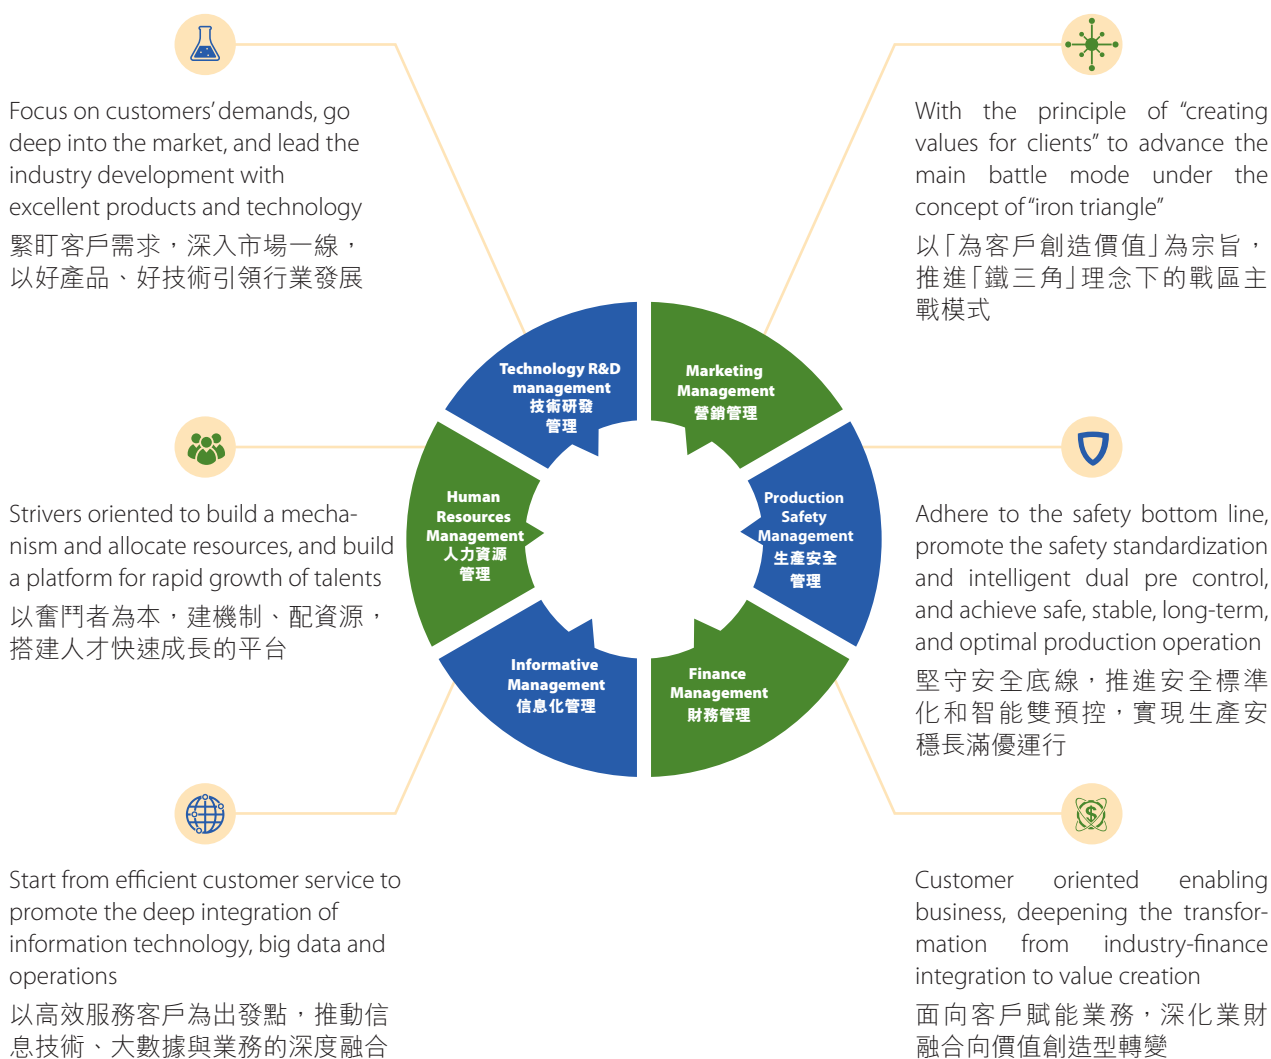 Focus on customers’ demands, go
deep into the market, and lead the
industry development with
excellent products and technology
緊盯客戶需求，深入市場一線，
以好產品、好技術引領行業發展
With the principle of “creating
values for clients” to advance the
main battle mode under the
concept of “iron triangle”
以「為客戶創造價值」為宗旨，
推進「鐵三角」理念下的戰區主
戰模式
Technology R&D
management
技術研發
管理
Marketing
Management
營銷管理
Human
Resources
Management
人力資源
管理
Production
Safety
Management
生產安全
管理
Informative
Management
信息化管理
Finance
Management
財務管理
Strivers oriented to build a mecha-
nism and allocate resources, and build
a platform for rapid growth of talents
以奮鬥者為本，建機制、配資源，
搭建人才快速成長的平台
Adhere to the safety bottom line,
promote the safety standardization
and intelligent dual pre control,
and achieve safe, stable, long-term,
and optimal production operation
堅守安全底線，推進安全標準
化和智能雙預控，實現生產安
穩長滿優運行
Start from efficient customer service to
promote the deep integration of
information technology, big data and
operations
以高效服務客戶為出發點，推動信
息技術、大數據與業務的深度融合
Customer oriented enabling
business, deepening the transfor-
mation from industry-finance
integration to value creation
面向客戶賦能業務，深化業財
融合向價值創造型轉變